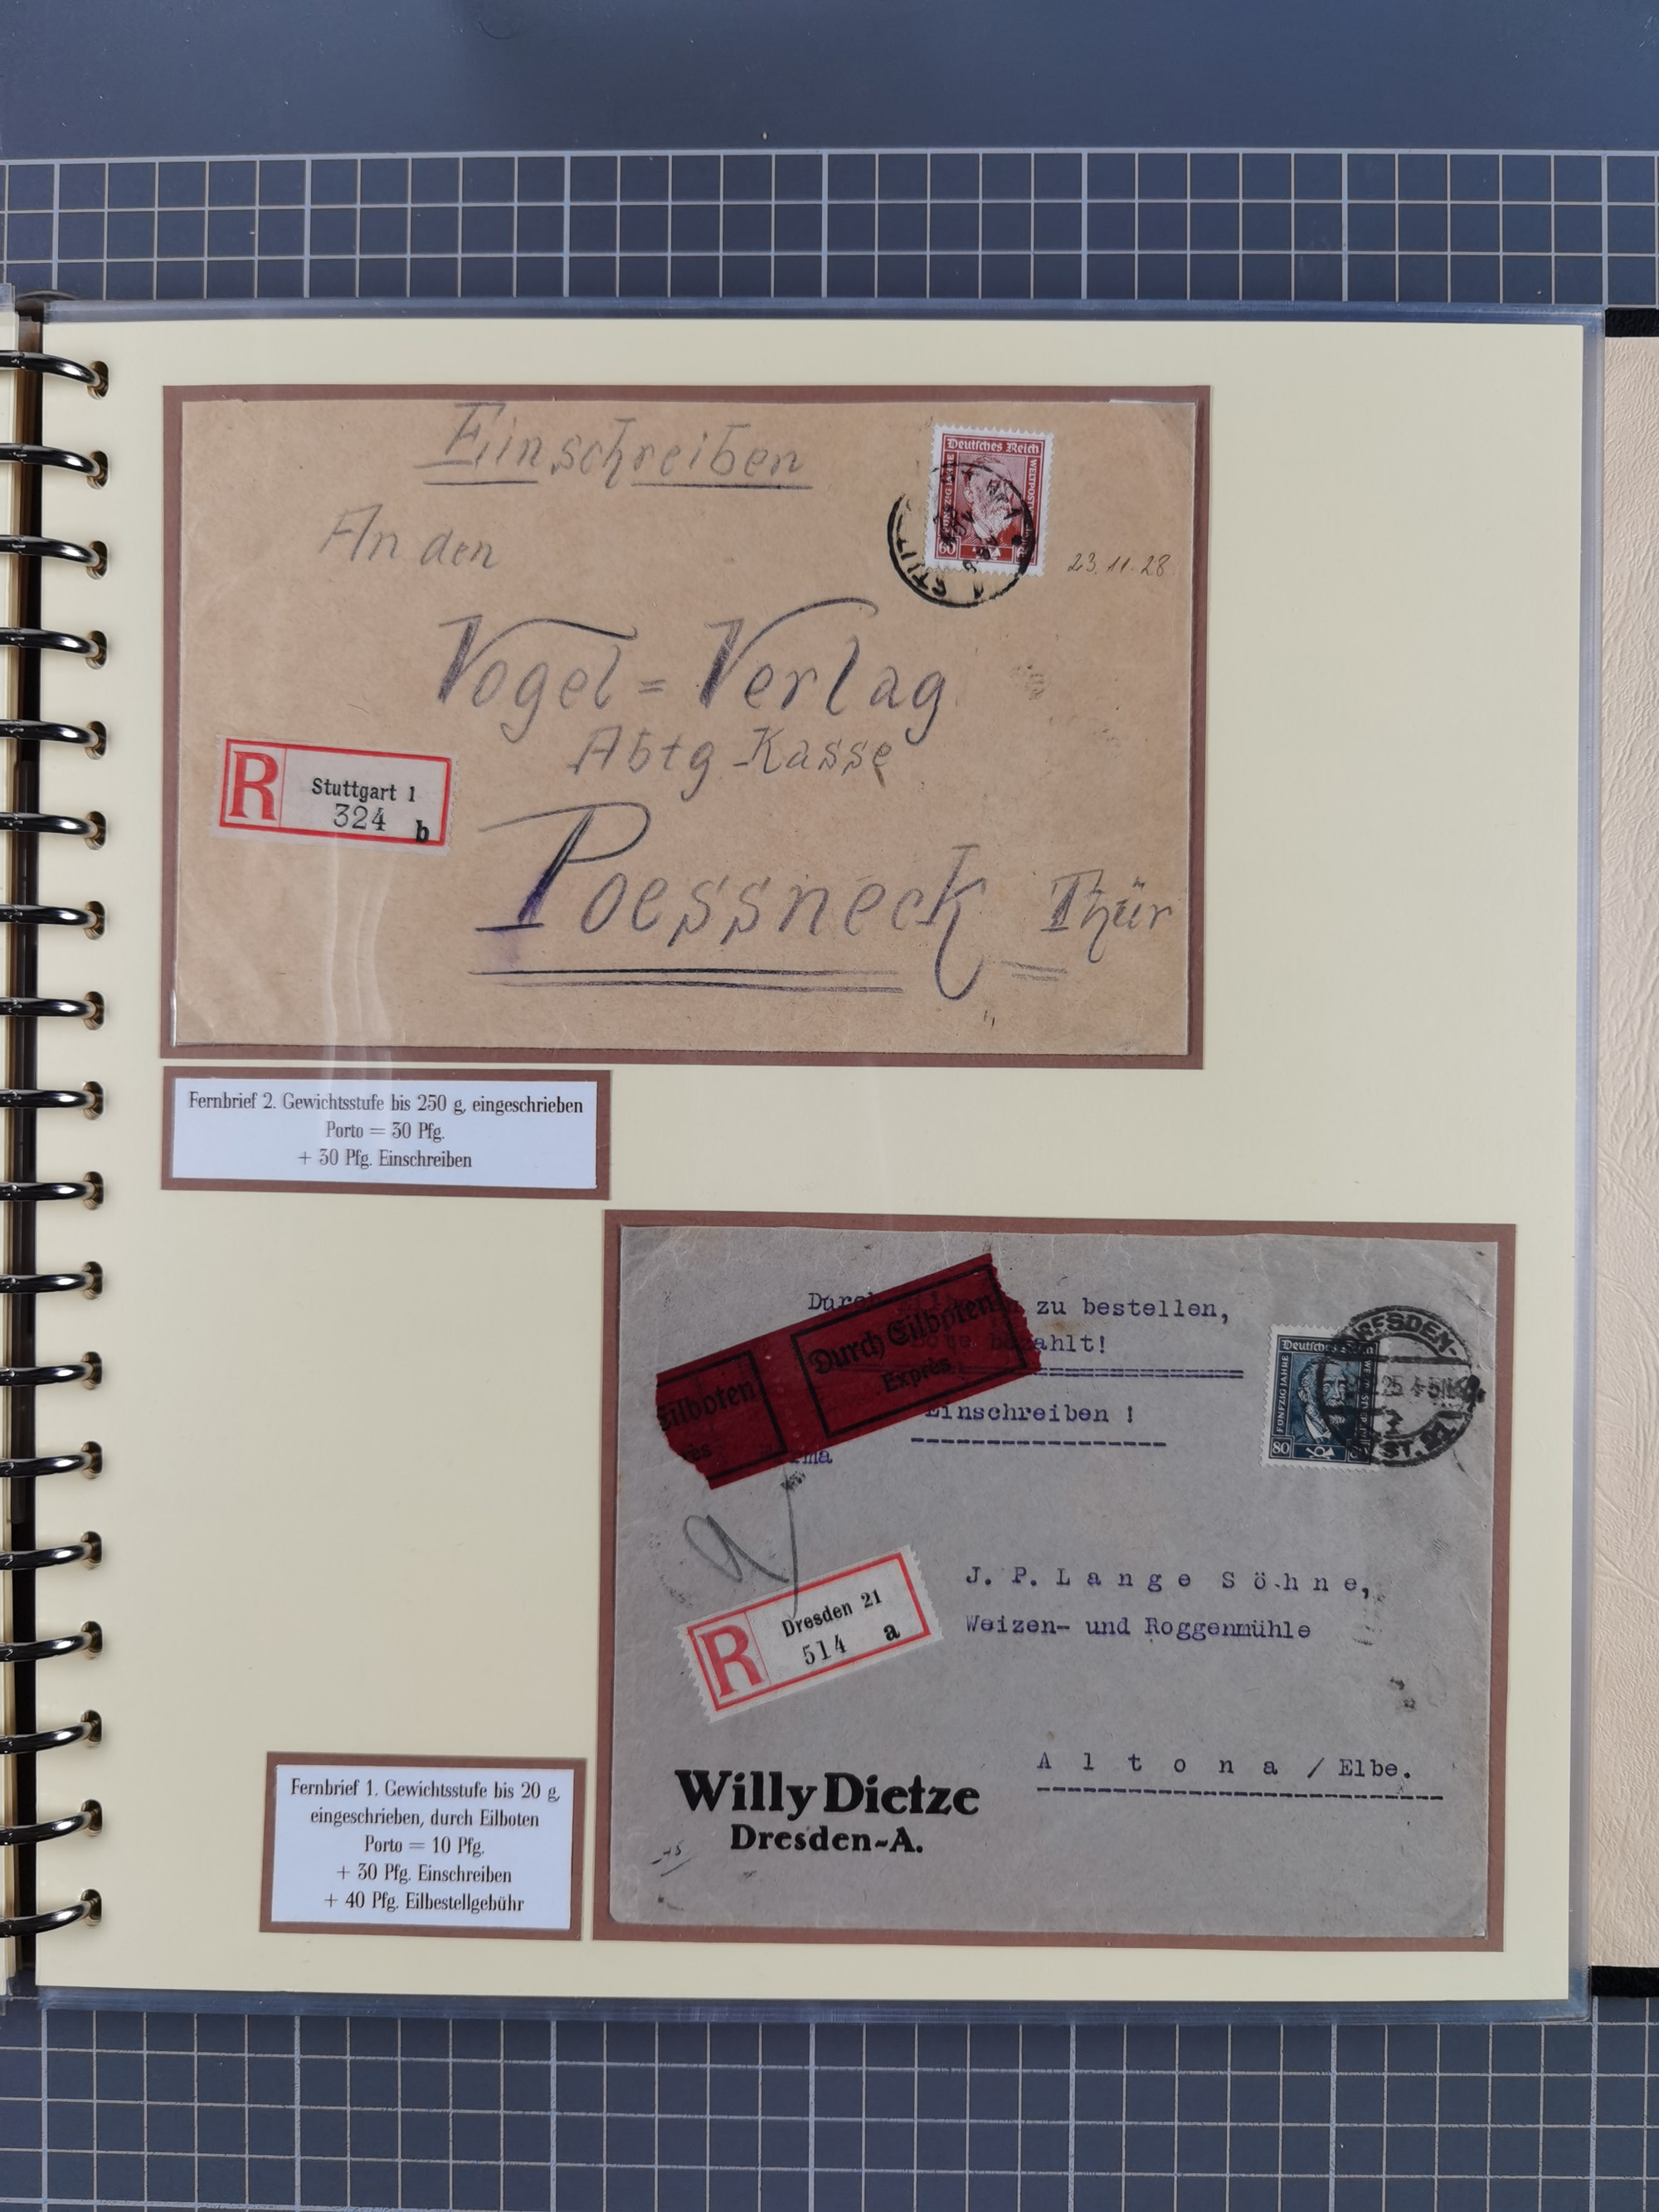 Einschreiben
An den
Vogel=Verlag
Abtg Kasse
Poessneck Thür
Deutsches Reich
60
23.11.28
R
Stuttgart 1
324 b
Fernbrief 2. Gewichtsstufe bis 250 g, eingeschrieben
Porto = 30 Pfg.
+ 30 Pfg. Einschreiben
zu bestellen,
Bote bezahlt!
Durch Eilboten
Exprès
Eilboten
Einschreiben !
Deutsches Reich
FÜNFZIG JAHRE
80
DRESDEN-
R
Dresden 21
514 a
J. P. Lange Söhne,
Weizen- und Roggenmühle
Altona / Elbe.
Willy Dietze
Dresden-A.
Fernbrief 1. Gewichtsstufe bis 20 g,
eingeschrieben, durch Eilboten
Porto = 10 Pfg.
+ 30 Pfg. Einschreiben
+ 40 Pfg. Eilbestellgebühr